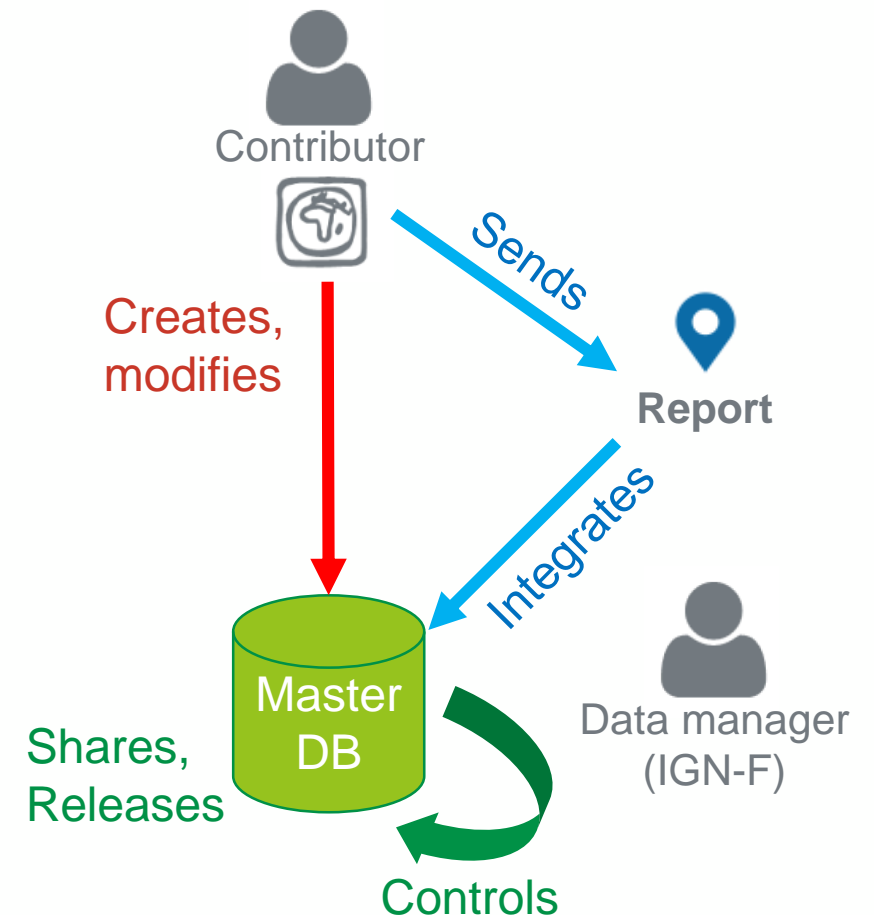 Contributor
Sends
Creates,
modifies
Report
Integrates
Master
DB
Data manager
(IGN-F)
Shares,
Releases
Controls